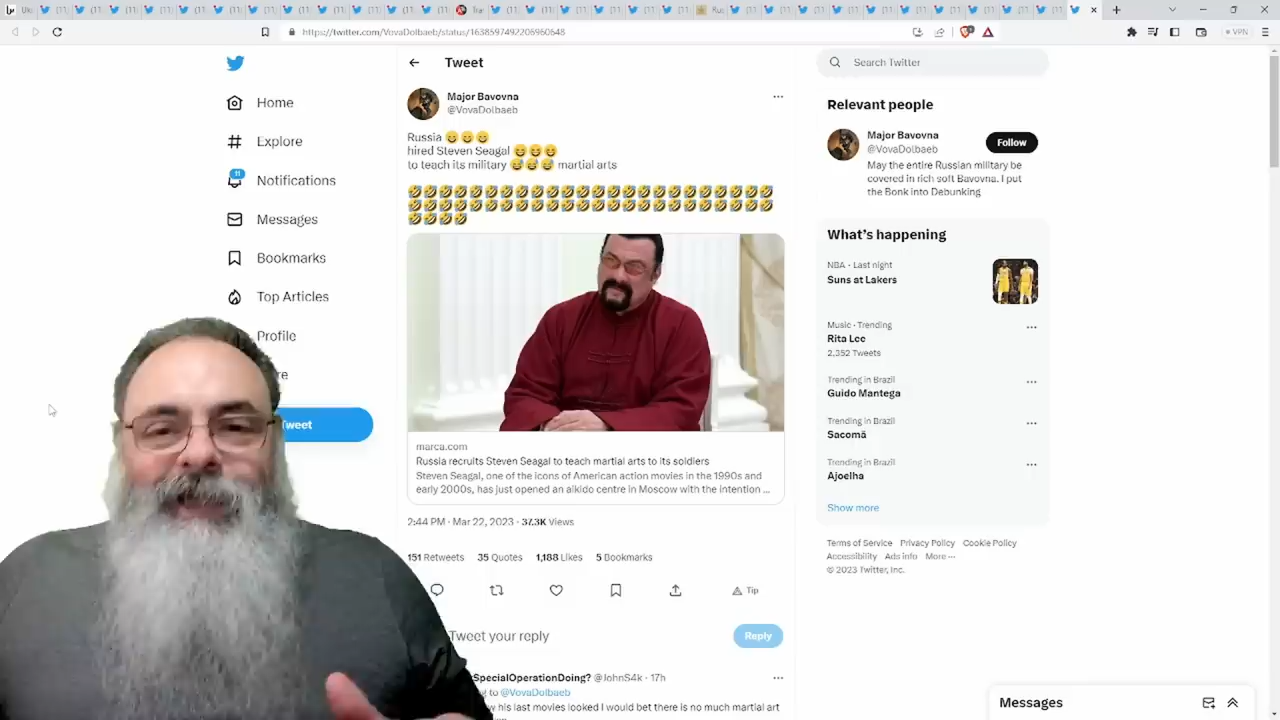 https://twitter.com/VovaDolbaeb/status/1638597492206960648
VPN
Home
Explore
11
Notifications
Messages
Bookmarks
Top Articles
Profile
Tweet
Major Bavovna
@VovaDolbaeb
Russia 😄😄😄
hired Steven Seagal 😄😄😄
to teach its military 😅😅😅 martial arts
🤣🤣🤣🤣🤣🤣🤣🤣🤣🤣🤣🤣🤣🤣🤣🤣🤣🤣🤣🤣🤣🤣🤣🤣
🤣🤣🤣🤣🤣🤣🤣🤣🤣🤣🤣🤣🤣🤣🤣🤣🤣🤣🤣🤣🤣🤣🤣🤣
🤣🤣🤣🤣
marca.com
Russia recruits Steven Seagal to teach martial arts to its soldiers
Steven Seagal, one of the icons of American action movies in the 1990s and
early 2000s, has just opened an aikido centre in Moscow with the intention ...
2:44 PM · Mar 22, 2023 · 37.3K Views
151 Retweets 35 Quotes 1,188 Likes 5 Bookmarks
Tip
Tweet your reply
Reply
SpecialOperationDoing? @JohnS4k · 17h
@VovaDolbaeb
his last movies looked I would bet there is no much martial art
Search Twitter
Relevant people
Major Bavovna
@VovaDolbaeb
Follow
May the entire Russian military be
covered in rich soft Bavovna. I put
the Bonk into Debunking
What's happening
NBA · Last night
Suns at Lakers
Music · Trending
Rita Lee
2,352 Tweets
Trending in Brazil
Guido Mantega
Trending in Brazil
Sacomã
Trending in Brazil
Ajoelha
Show more
Terms of Service Privacy Policy Cookie Policy
Accessibility Ads info More ···
© 2023 Twitter, Inc.
Messages